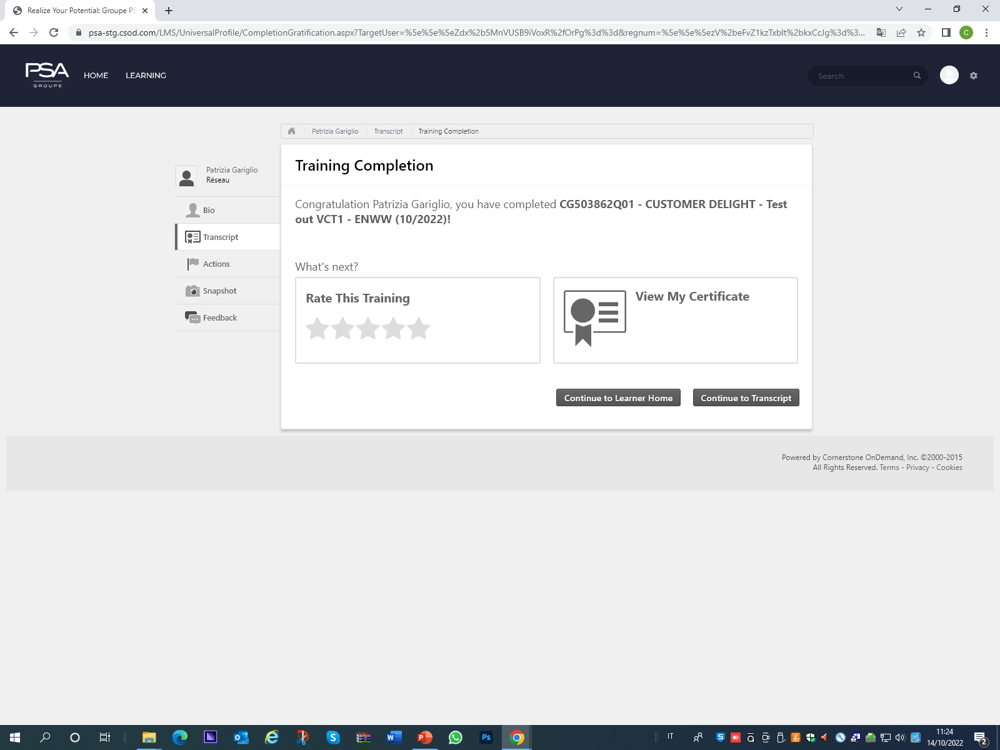 Realize Your Potential: Groupe PS
psa-stg.csod.com/LMS/UniversalProfile/CompletionGratification.aspx?TargetUser=%5e%5e%5eZdx%2b5MnVUSB9iVoxR%2fOrPg%3d%3d&regnum=%5e%5e%5ezV%2beFvZ1kzTxbIt%2bkxCcJg%3d%3...
C
PSA
GROUPE
HOME
LEARNING
Search
Patrizia Gariglio
Transcript
Training Completion
Patrizia Gariglio
Réseau
Bio
Transcript
Actions
Snapshot
Feedback
Training Completion
Congratulation Patrizia Gariglio, you have completed CG503862Q01 - CUSTOMER DELIGHT - Test
out VCT1 - ENWW (10/2022)!
What's next?
Rate This Training
View My Certificate
Continue to Learner Home
Continue to Transcript
Powered by Cornerstone OnDemand, Inc. ©2000-2015
All Rights Reserved. Terms - Privacy - Cookies
Ps
IT
11:24
14/10/2022
2